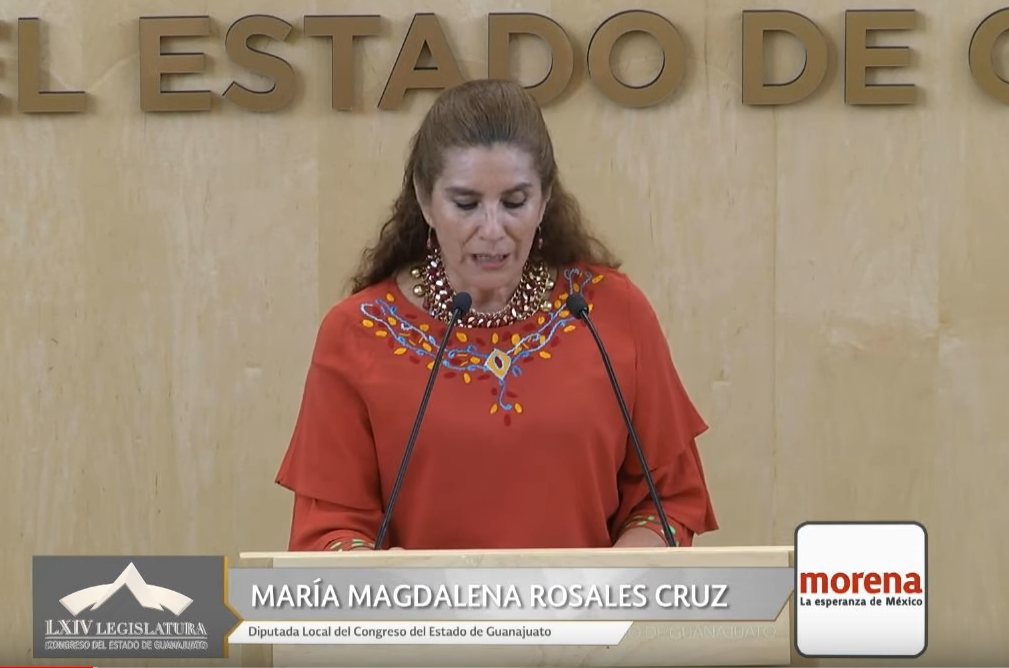 EL ESTADO DE G
morena
La esperanza de México
MARÍA MAGDALENA ROSALES CRUZ
Diputada Local del Congreso del Estado de Guanajuato
@CDEGUANAJUATO
LXIV LEGISLATURA
CONGRESO DEL ESTADO DE GUANAJUATO